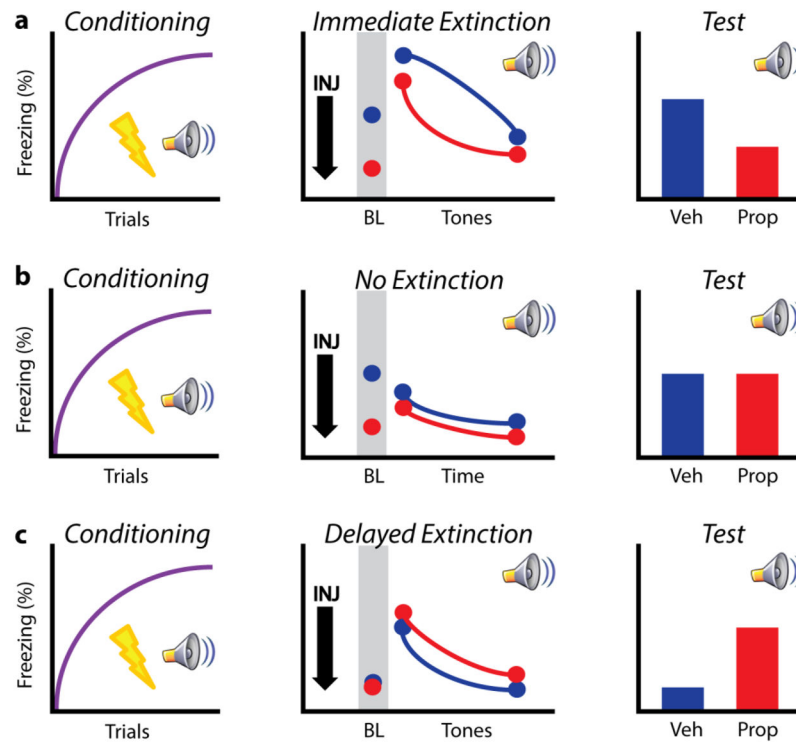 a
Conditioning
Immediate Extinction
Test
Freezing (%)
INJ
Trials
BL
Tones
Veh
Prop
b
Conditioning
No Extinction
Test
Freezing (%)
INJ
Trials
BL
Time
Veh
Prop
c
Conditioning
Delayed Extinction
Test
Freezing (%)
INJ
Trials
BL
Tones
Veh
Prop